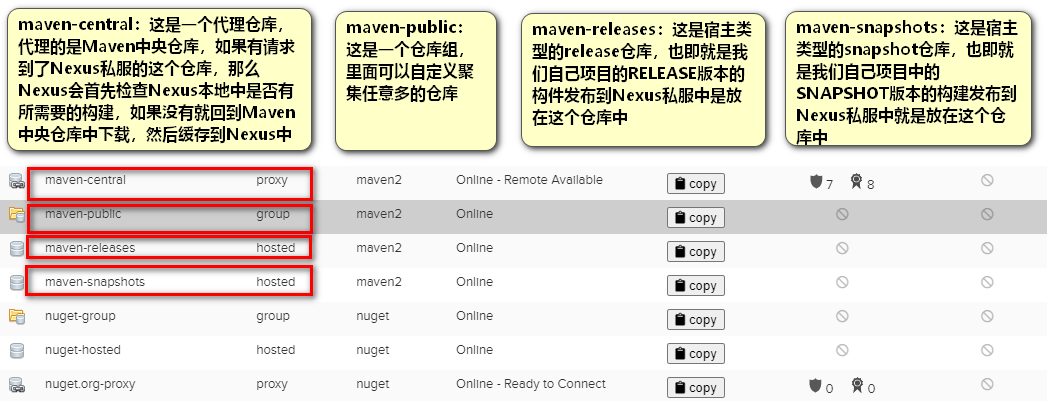 maven-central：这是一个代理仓库，
代理的是Maven中央仓库，如果有请求
到了Nexus私服的这个仓库，那么
Nexus会首先检查Nexus本地中是否有
所需要的构建，如果没有就回到Maven
中央仓库中下载，然后缓存到Nexus中
maven-public：
这是一个仓库组，
里面可以自定义聚
集任意多的仓库
maven-releases：这是宿主类
型的release仓库，也即就是我
们自己项目的RELEASE版本的
构件发布到Nexus私服中是放
在这个仓库中
maven-snapshots：这是宿主
类型的snapshot仓库，也即就
是我们自己项目中的
SNAPSHOT版本的构建发布到
Nexus私服中就是放在这个仓
库中
maven-central proxy maven2 Online - Remote Available copy 7 8
maven-public group maven2 Online copy
maven-releases hosted maven2 Online copy
maven-snapshots hosted maven2 Online copy
nuget-group group nuget Online copy
nuget-hosted hosted nuget Online copy
nuget.org-proxy proxy nuget Online - Ready to Connect copy 0 0